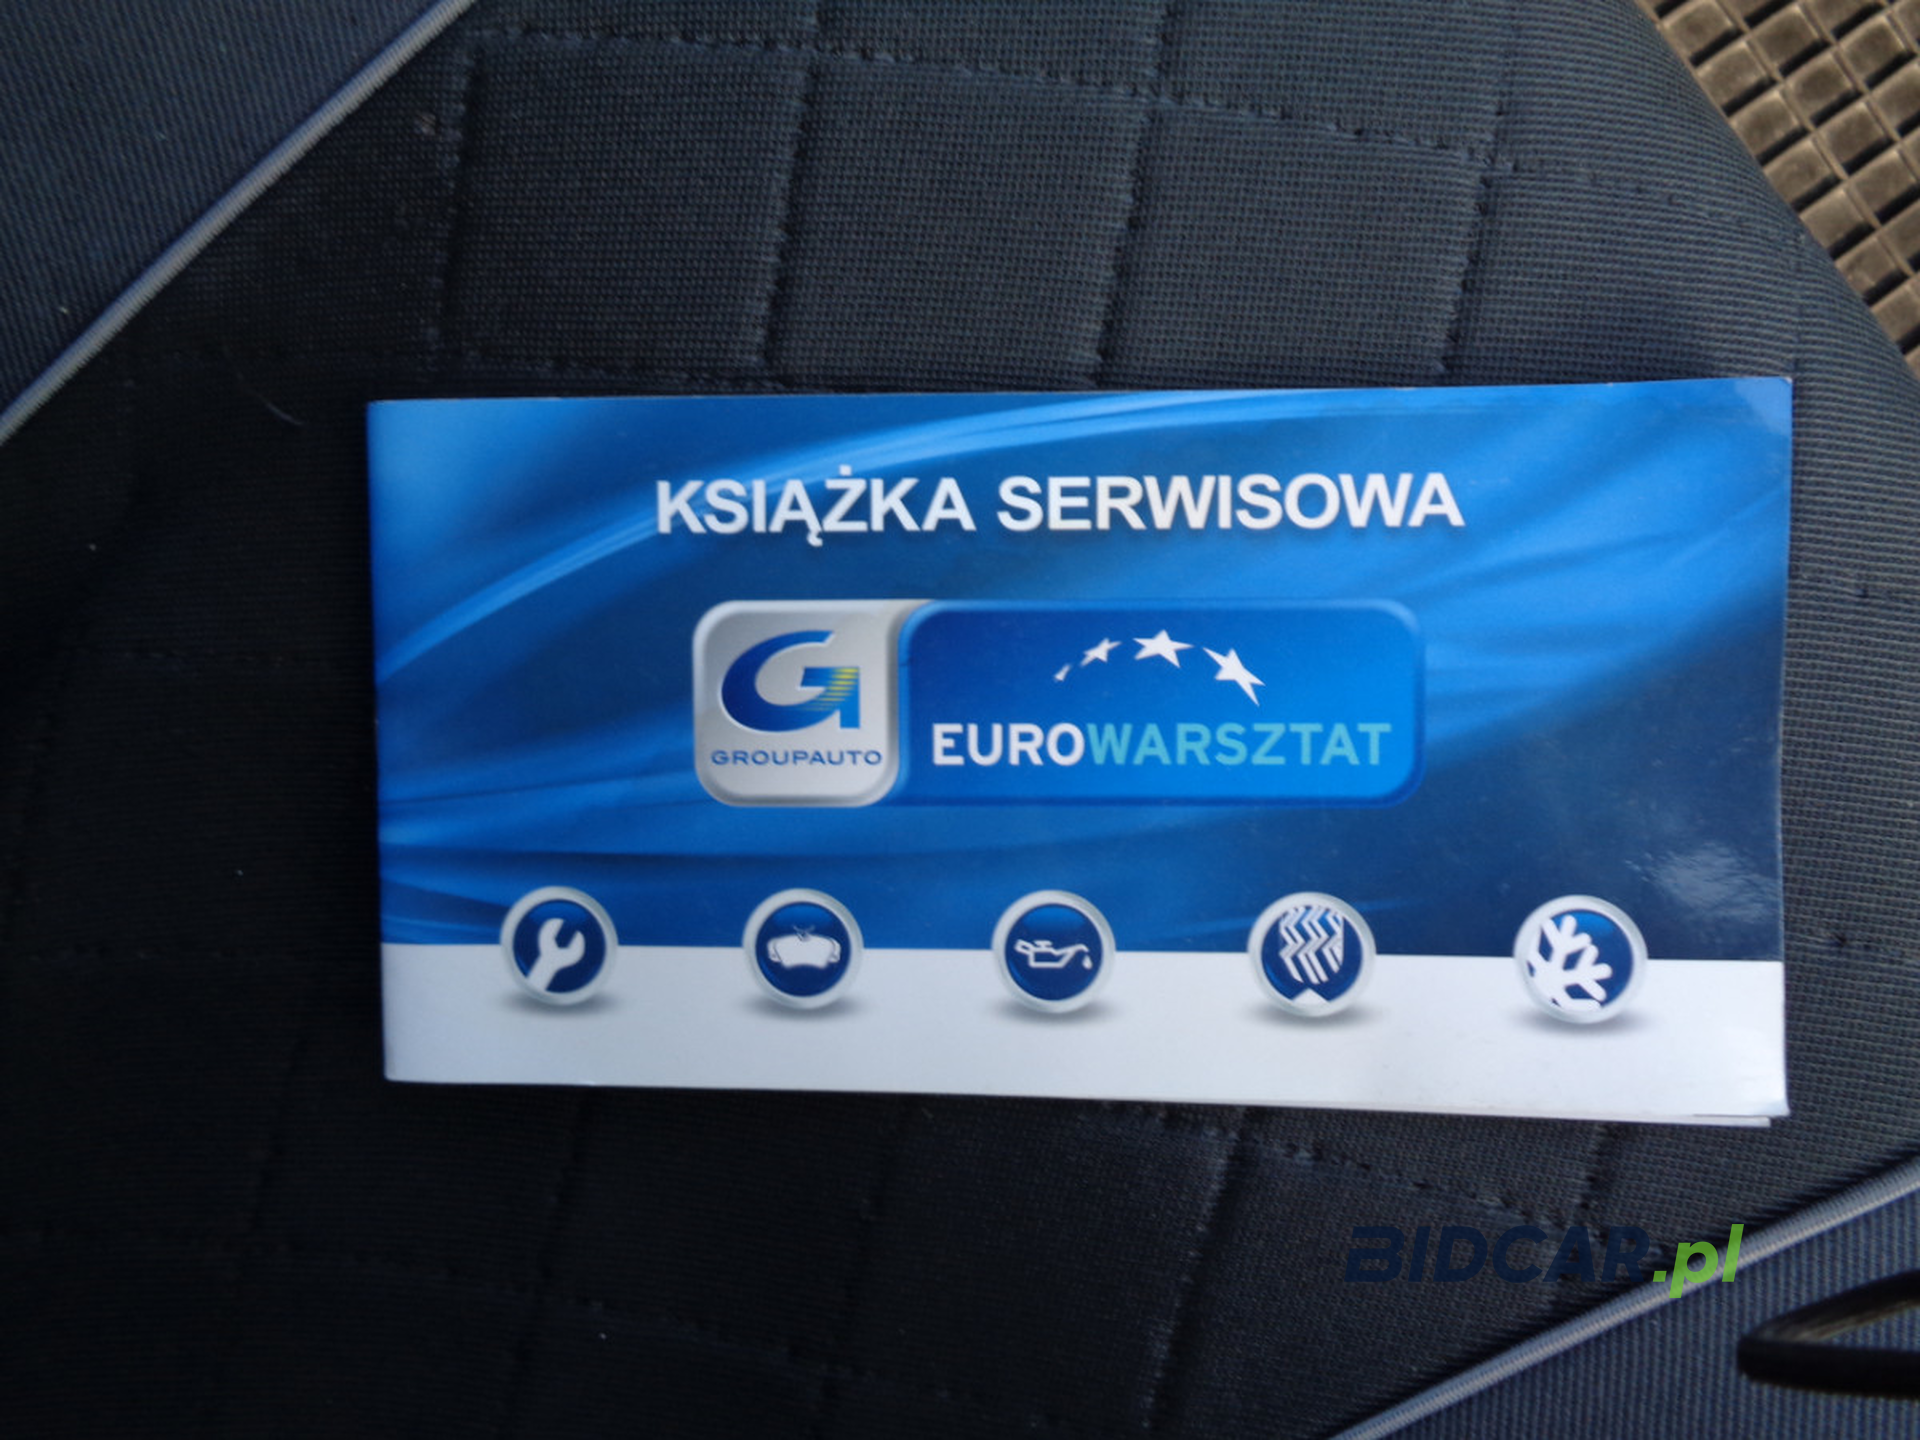 KSIĄŻKA SERWISOWA
G
GROUPAUTO
EUROWARSZTAT
BIDCAR.pl